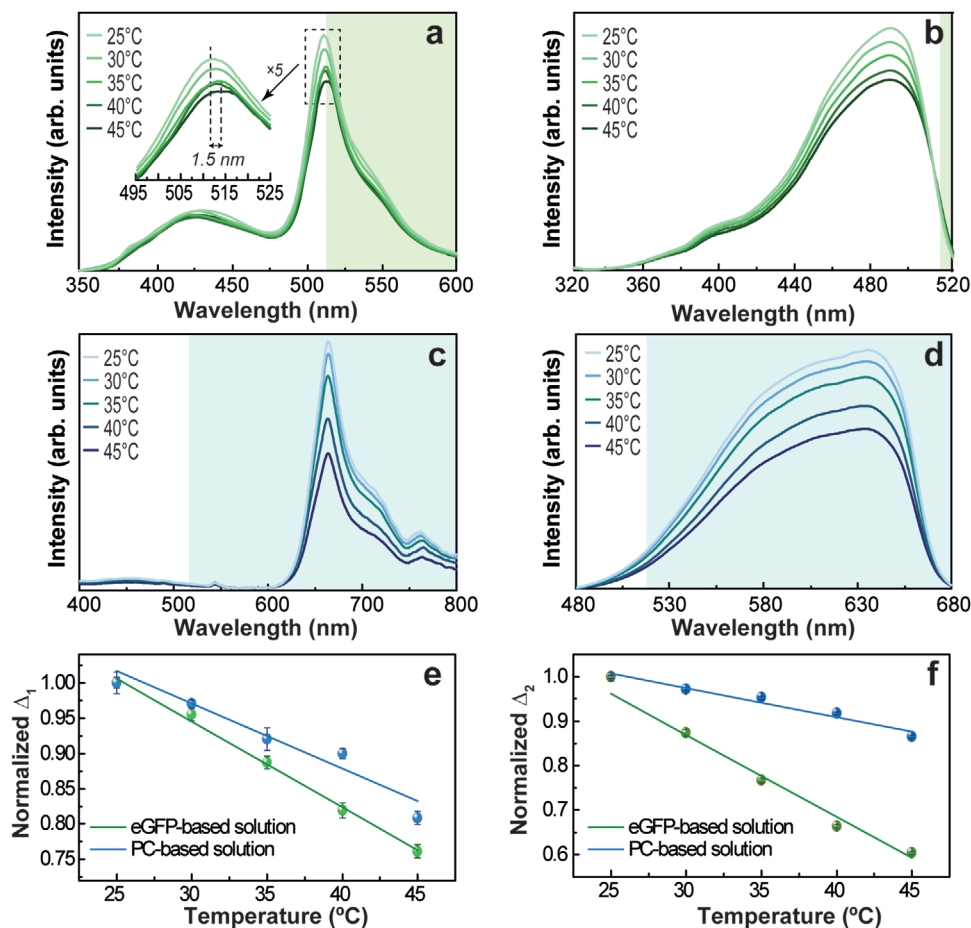 a
25°C
30°C
35°C
40°C
45°C
×5
1.5 nm
495 505 515 525
Intensity (arb. units)
350 400 450 500 550 600
Wavelength (nm)
b
25°C
30°C
35°C
40°C
45°C
Intensity (arb. units)
320 360 400 440 480 520
Wavelength (nm)
c
25°C
30°C
35°C
40°C
45°C
Intensity (arb. units)
400 500 600 700 800
Wavelength (nm)
d
25°C
30°C
35°C
40°C
45°C
Intensity (arb. units)
480 530 580 630 680
Wavelength (nm)
e
Normalized Δ₁
1.00
0.95
0.90
0.85
0.80
0.75
eGFP-based solution
PC-based solution
25 30 35 40 45
Temperature (ºC)
f
Normalized Δ₂
1.0
0.9
0.8
0.7
0.6
eGFP-based solution
PC-based solution
25 30 35 40 45
Temperature (ºC)